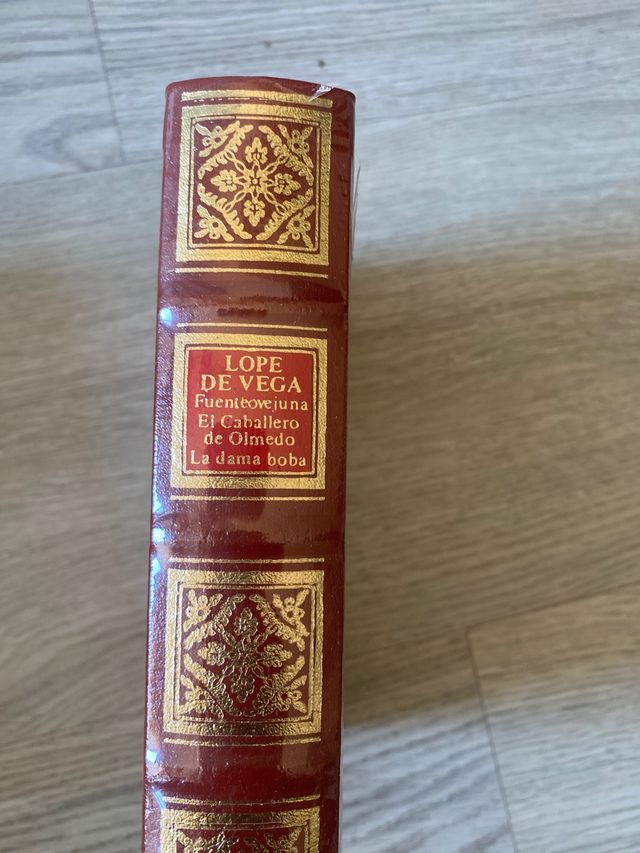 LOPE
DE VEGA
Fuenteovejuna
El Caballero
de Olmedo
La dama boba